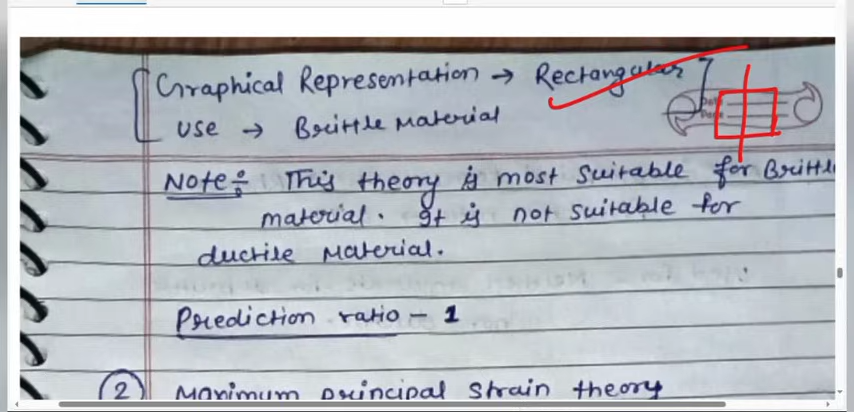 Graphical Representation → Rectangular
Date
Use → Brittle Material
Note:- This theory is most suitable for Brittle
material. It is not suitable for
ductile Material.
Prediction ratio - 1
② Maximum principal strain theory